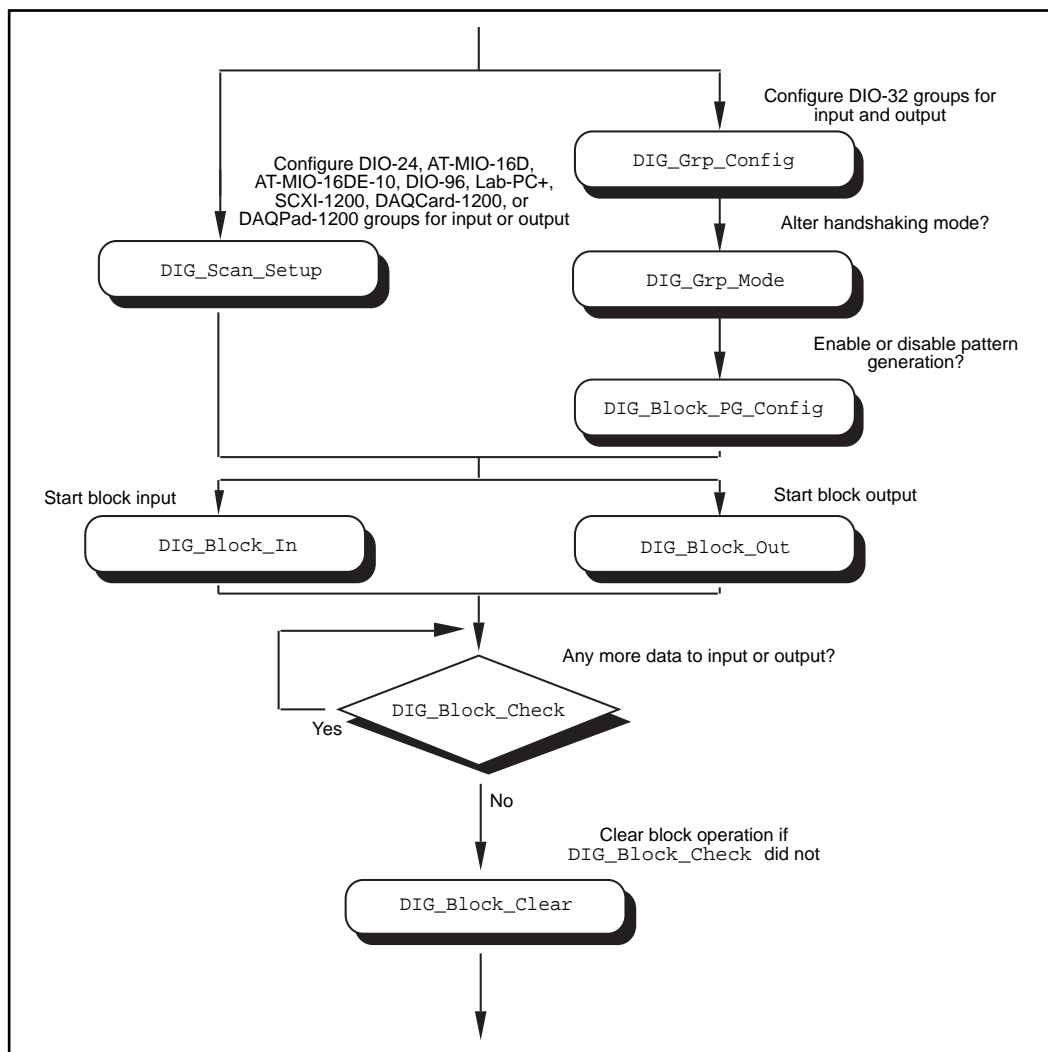 Configure DIO-32 groups for
input and output
DIG_Grp_Config
Configure DIO-24, AT-MIO-16D,
AT-MIO-16DE-10, DIO-96, Lab-PC+,
SCXI-1200, DAQCard-1200, or
DAQPad-1200 groups for input or output
Alter handshaking mode?
DIG_Scan_Setup
DIG_Grp_Mode
Enable or disable pattern
generation?
DIG_Block_PG_Config
Start block input
Start block output
DIG_Block_In
DIG_Block_Out
Any more data to input or output?
DIG_Block_Check
Yes
No
Clear block operation if
DIG_Block_Check did not
DIG_Block_Clear